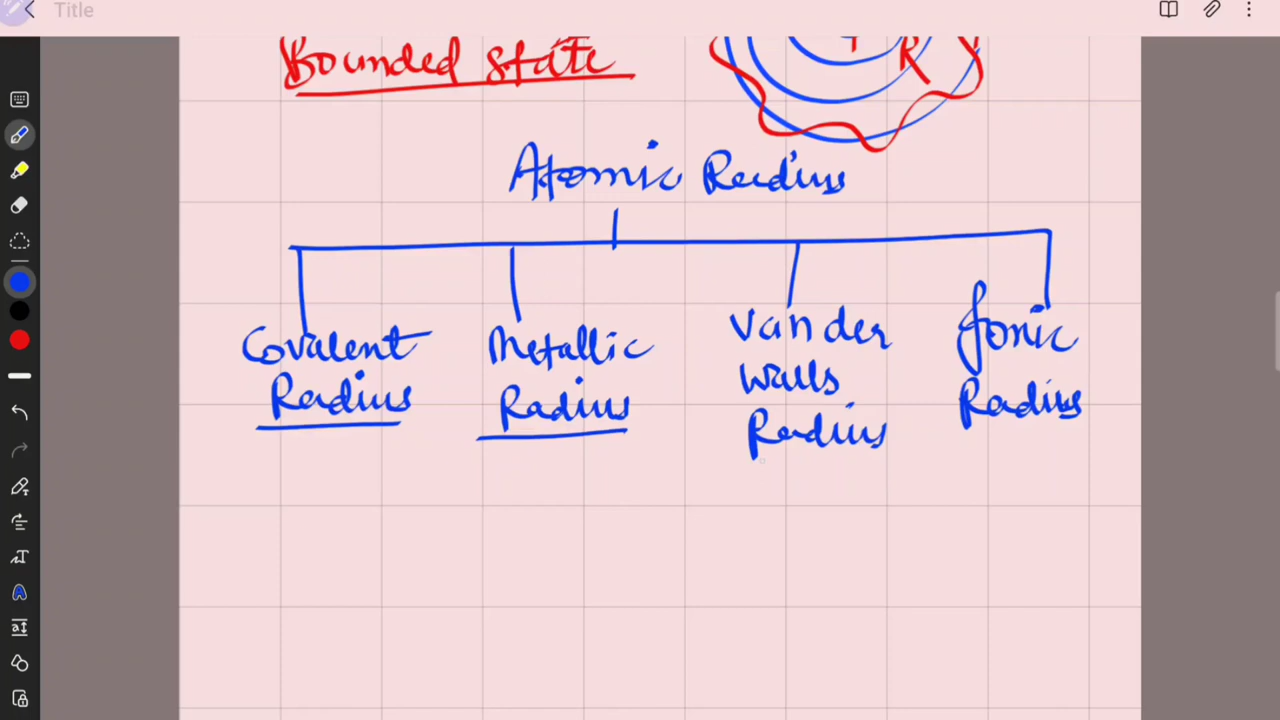 Title
Bounded state
+ R
Atomic Radius
Covalent
Radius
Metallic
Radius
Van der
Walls
Radius
Ionic
Radius